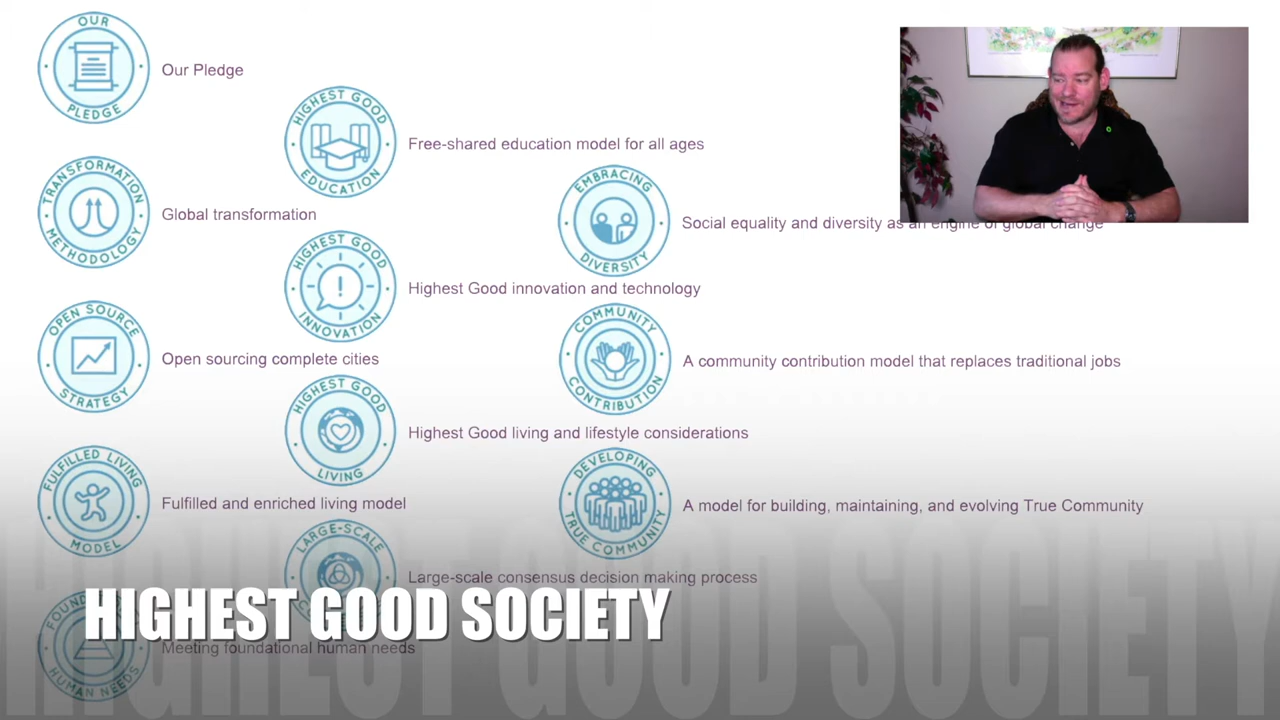 OUR
PLEDGE
Our Pledge
HIGHEST GOOD
EDUCATION
Free-shared education model for all ages
TRANSFORMATION
METHODOLOGY
Global transformation
EMBRACING
DIVERSITY
Social equality and diversity as an engine of global change
HIGHEST GOOD
INNOVATION
Highest Good innovation and technology
OPEN SOURCE
STRATEGY
Open sourcing complete cities
COMMUNITY
CONTRIBUTION
A community contribution model that replaces traditional jobs
HIGHEST GOOD
LIVING
Highest Good living and lifestyle considerations
FULFILLED LIVING
MODEL
Fulfilled and enriched living model
DEVELOPING
TRUE COMMUNITY
A model for building, maintaining, and evolving True Community
LARGE-SCALE
Large-scale consensus decision making process
HIGHEST GOOD SOCIETY
HUMAN NEEDS
Meeting foundational human needs
HIGHEST GOOD SOCIETY